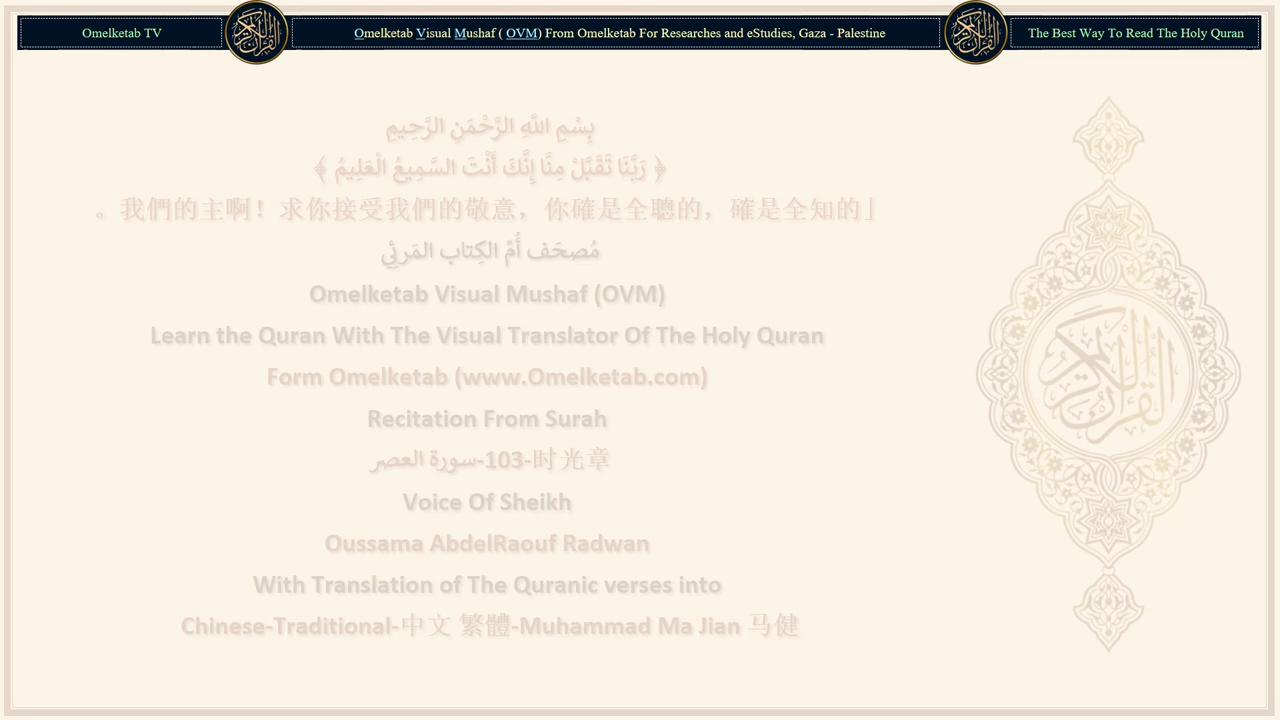 Omelketab TV
Omelketab Visual Mushaf ( OVM) From Omelketab For Researches and eStudies, Gaza - Palestine
The Best Way To Read The Holy Quran
بِسْمِ اللَّهِ الرَّحْمَنِ الرَّحِيمِ
﴿ رَبَّنَا تَقَبَّلْ مِنَّا إِنَّكَ أَنْتَ السَّمِيعُ الْعَلِيمُ ﴾
。我們的主啊！求你接受我們的敬意，你確是全聰的，確是全知的」
مُصحَف أُمِّ الكِتاب المَرئِي
Omelketab Visual Mushaf (OVM)
Learn the Quran With The Visual Translator Of The Holy Quran
Form Omelketab (www.Omelketab.com)
Recitation From Surah
سورة العصر-103-时光章
Voice Of Sheikh
Oussama AbdelRaouf Radwan
With Translation of The Quranic verses into
Chinese-Traditional-中文 繁體-Muhammad Ma Jian 马健
القرآن الكريم